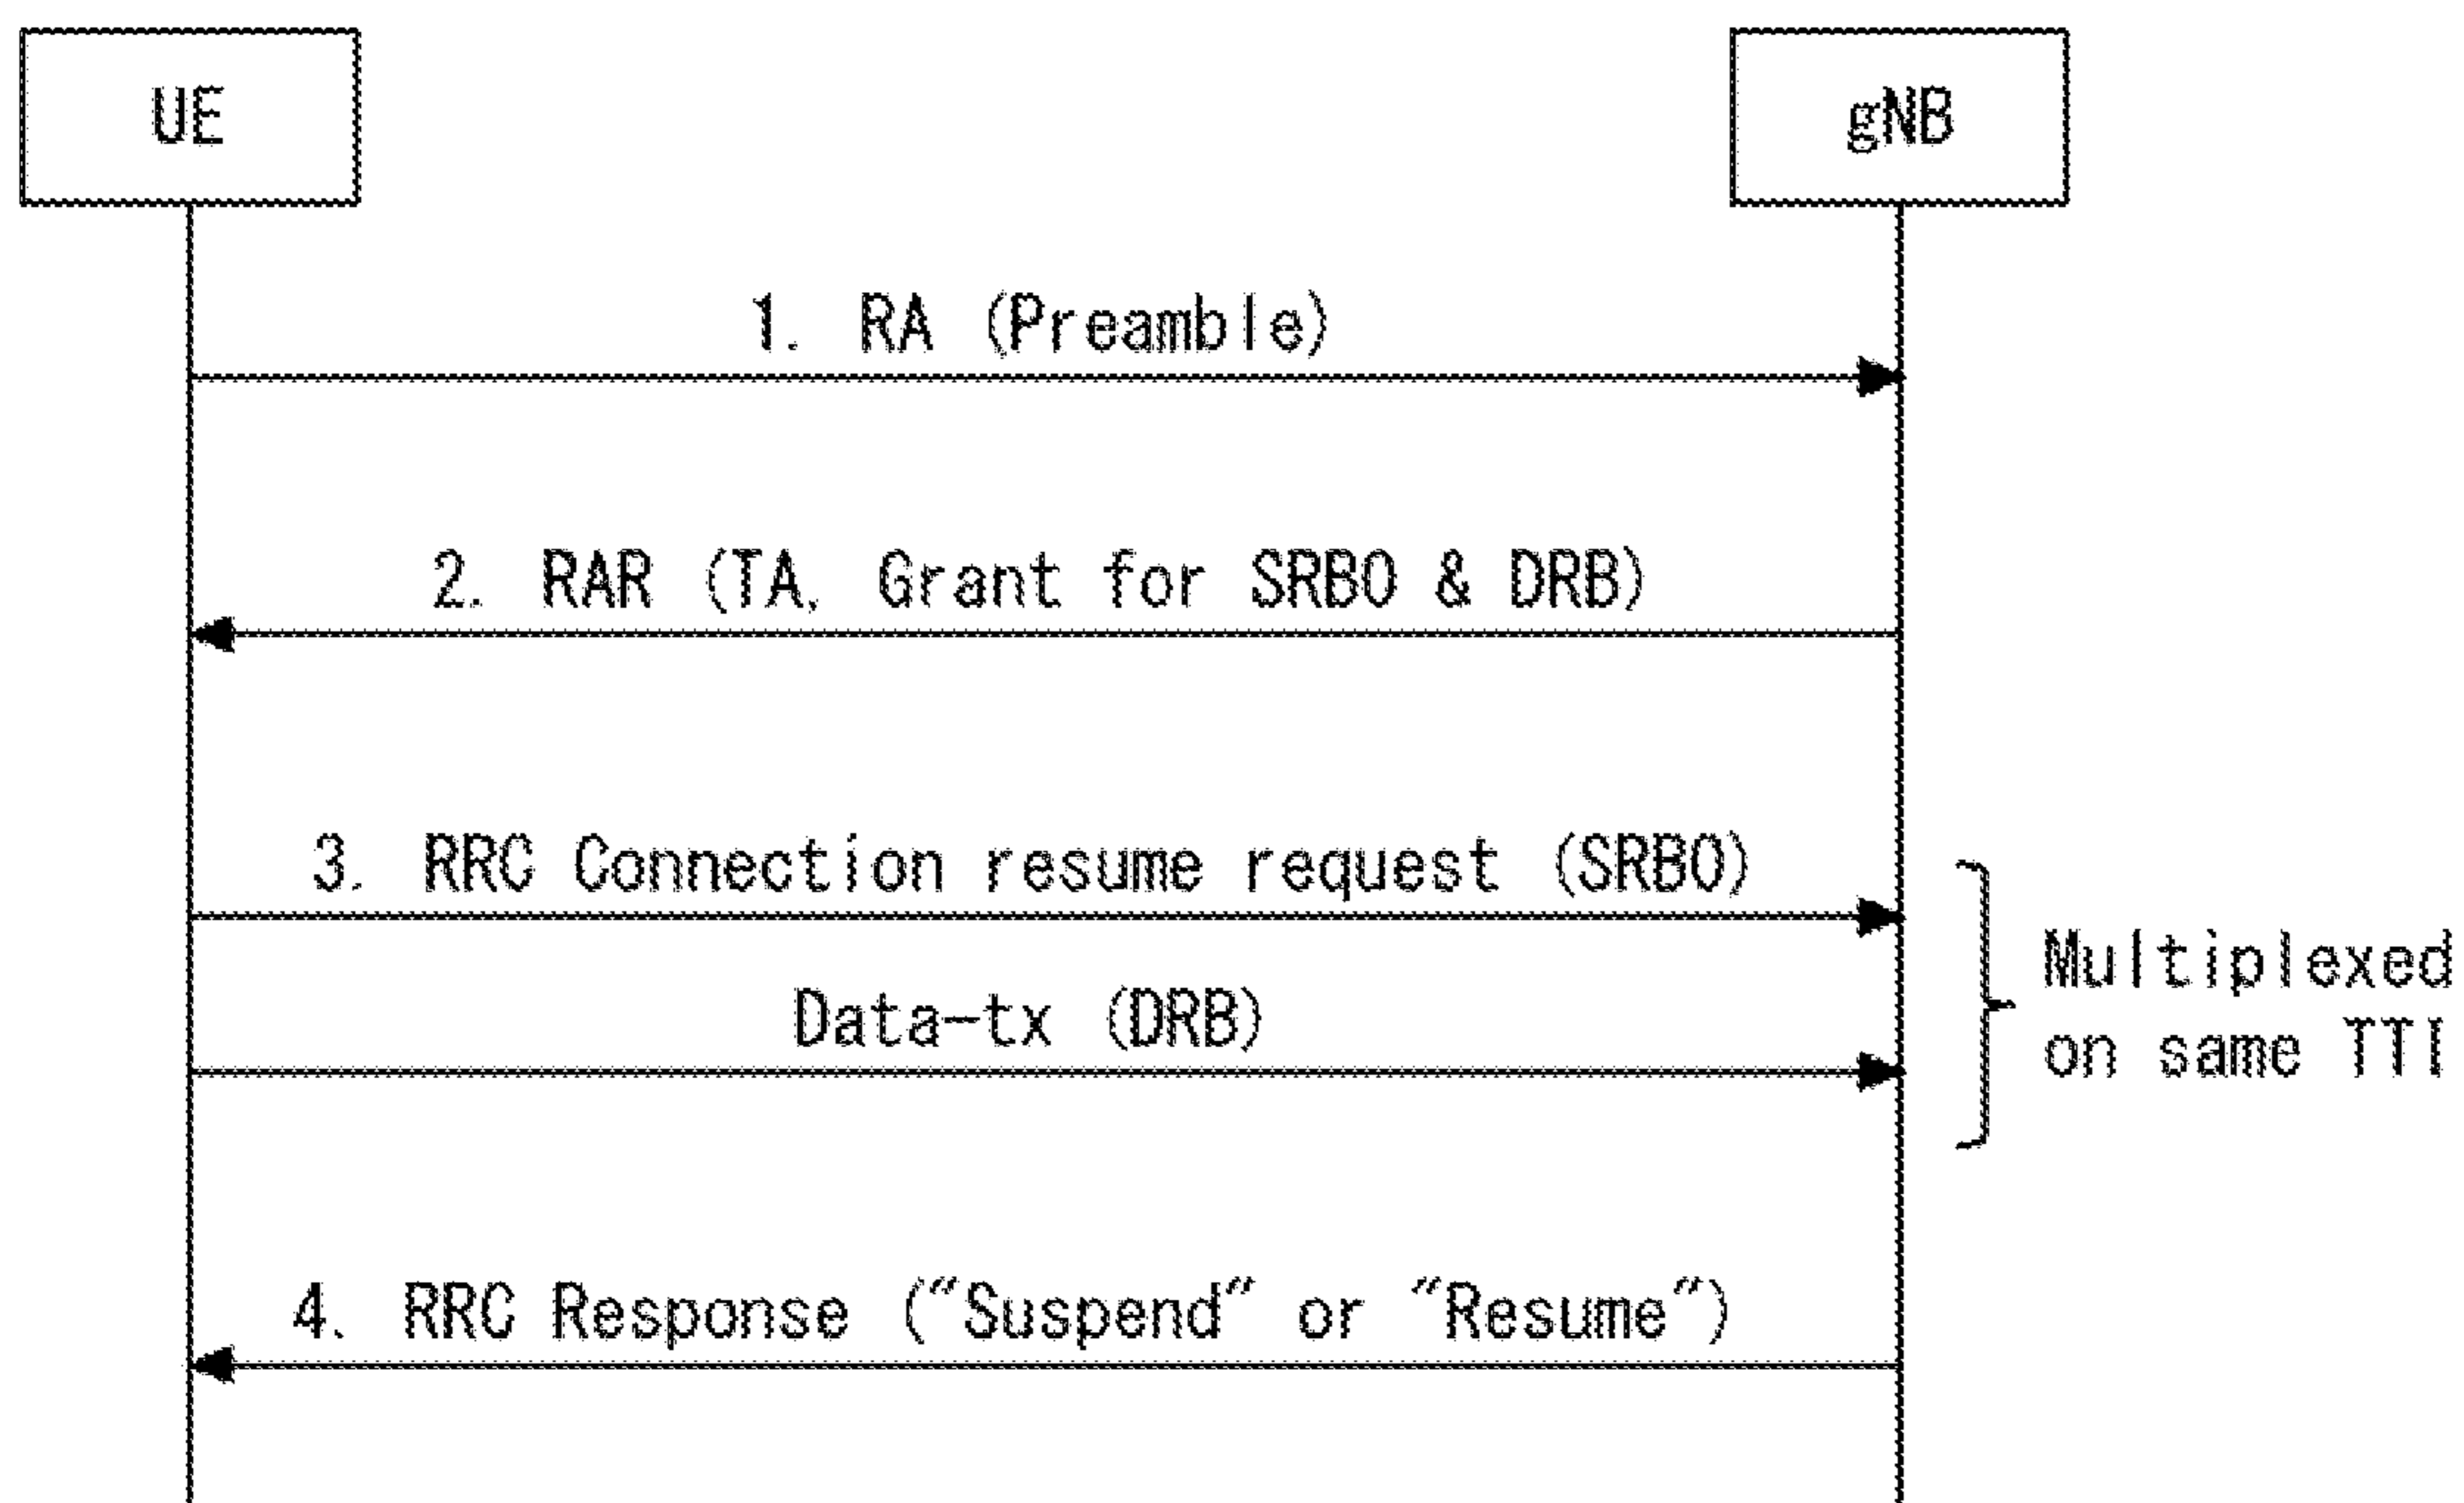 UE
gNB
1. RA (Preamble)
2. RAR (TA, Grant for SRB0 & DRB)
3. RRC Connection resume request (SRB0)
Data-tx (DRB)
Multiplexed
on same TTI
4. RRC Response ("Suspend" or "Resume")